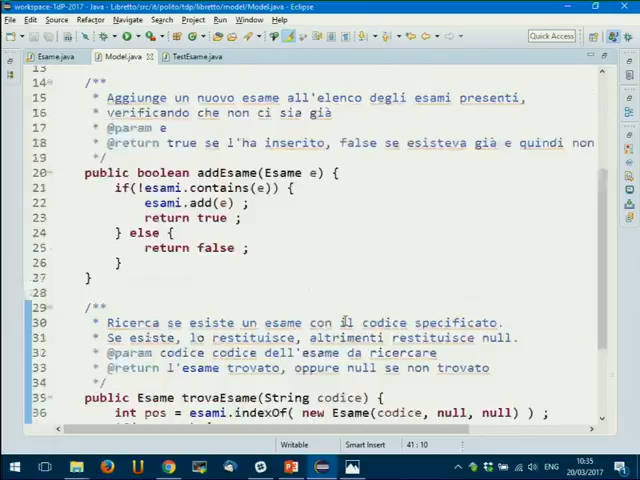 workspace-TdP-2017 - Java - Libretto/src/it/polito/tdp/libretto/model/Model.java - Eclipse
File Edit Source Refactor Navigate Search Project Run Window Help
Quick Access
Esame.java Model.java TestEsame.java
13
14 /**
15 * Aggiunge un nuovo esame all'elenco degli esami presenti,
16 * verificando che non ci sia già
17 * @param e
18 * @return true se l'ha inserito, false se esisteva già e quindi non
19 */
20 public boolean addEsame(Esame e) {
21 if(!esami.contains(e)) {
22 esami.add(e) ;
23 return true ;
24 } else {
25 return false ;
26 }
27 }
28
29 /**
30 * Ricerca se esiste un esame con il codice specificato.
31 * Se esiste, lo restituisce, altrimenti restituisce null.
32 * @param codice codice dell'esame da ricercare
33 * @return l'esame trovato, oppure null se non trovato
34 */
35 public Esame trovaEsame(String codice) {
36 int pos = esami.indexOf( new Esame(codice, null, null) ) ;
Writable Smart Insert 41 : 10
10:35
20/03/2017